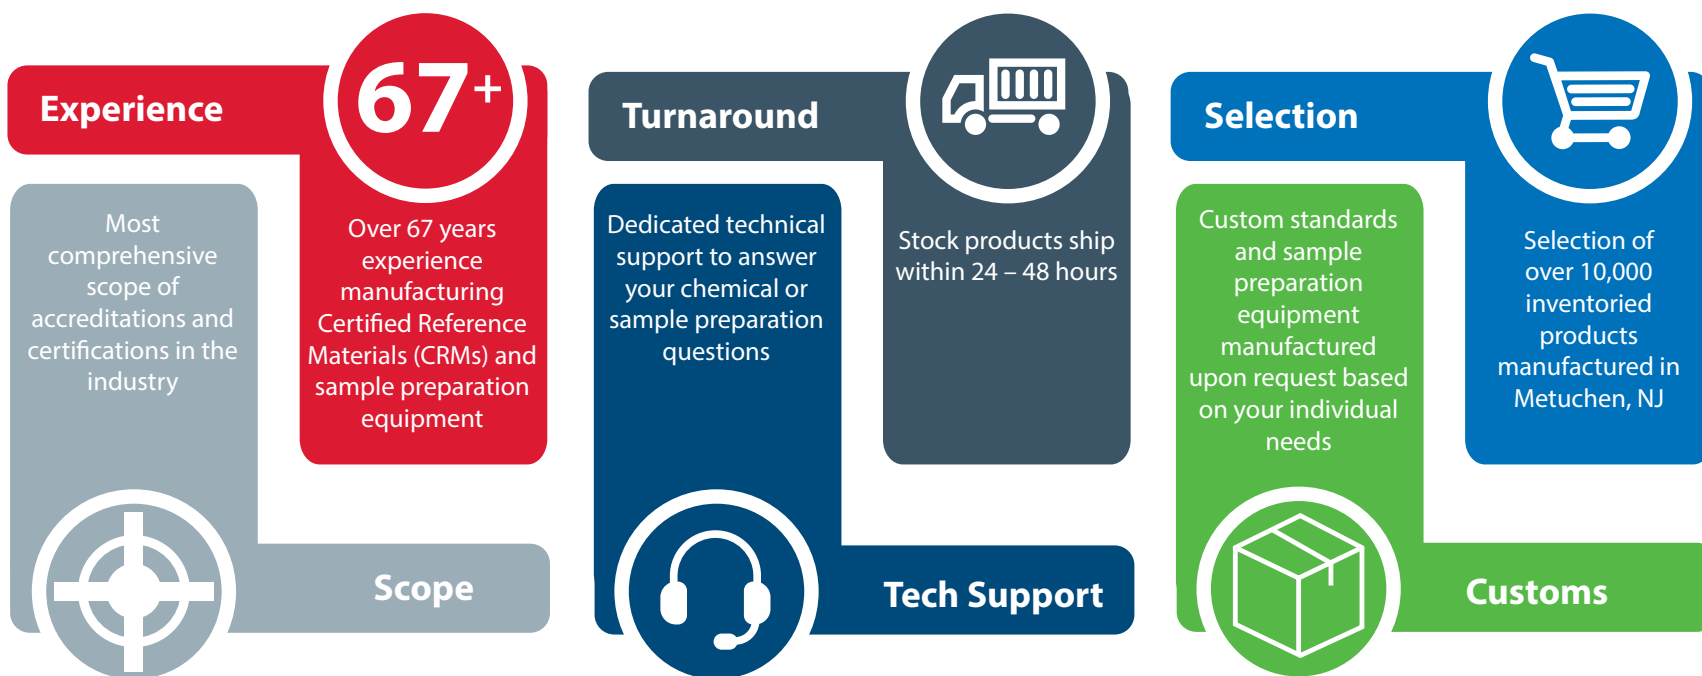 Experience
67+
Over 67 years
experience
manufacturing
Certified Reference
Materials (CRMs) and
sample preparation
equipment
Most
comprehensive
scope of
accreditations and
certifications in the
industry
Scope
Turnaround
Stock products ship
within 24 – 48 hours
Dedicated technical
support to answer
your chemical or
sample preparation
questions
Tech Support
Selection
Selection of
over 10,000
inventoried
products
manufactured in
Metuchen, NJ
Custom standards
and sample
preparation
equipment
manufactured
upon request based
on your individual
needs
Customs